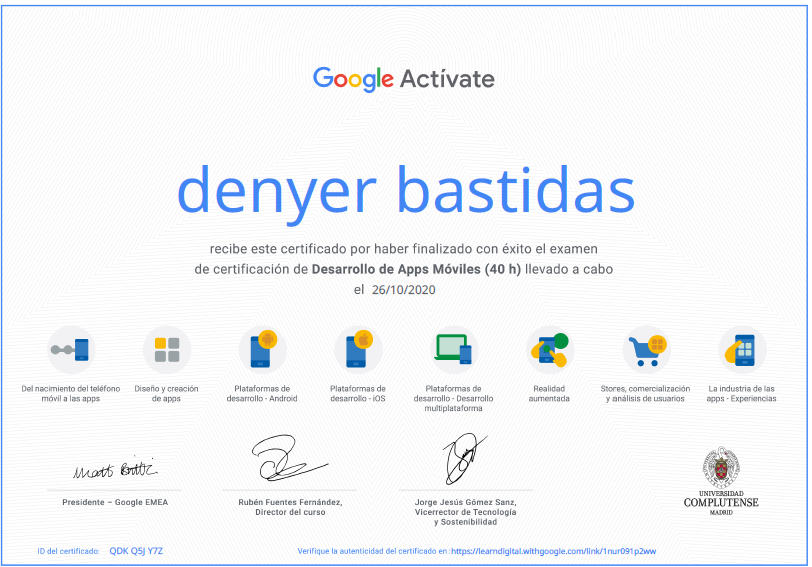 Google Actívate
denyer bastidas
recibe este certificado por haber finalizado con éxito el examen
de certificación de Desarrollo de Apps Móviles (40 h) llevado a cabo
el 26/10/2020
Del nacimiento del teléfono
móvil a las apps
Diseño y creación
de apps
Plataformas de
desarrollo - Android
Plataformas de
desarrollo - iOS
Plataformas de
desarrollo - Desarrollo
multiplataforma
Realidad
aumentada
Stores, comercialización
y análisis de usuarios
La industria de las
apps - Experiencias
Matt Brittin
Presidente – Google EMEA
Rubén Fuentes Fernández,
Director del curso
Jorge Jesús Gómez Sanz,
Vicerrector de Tecnología
y Sostenibilidad
UNIVERSIDAD
COMPLUTENSE
MADRID
ID del certificado: QDK Q5J Y7Z
Verifique la autenticidad del certificado en: https://learndigital.withgoogle.com/link/1nur091p2ww